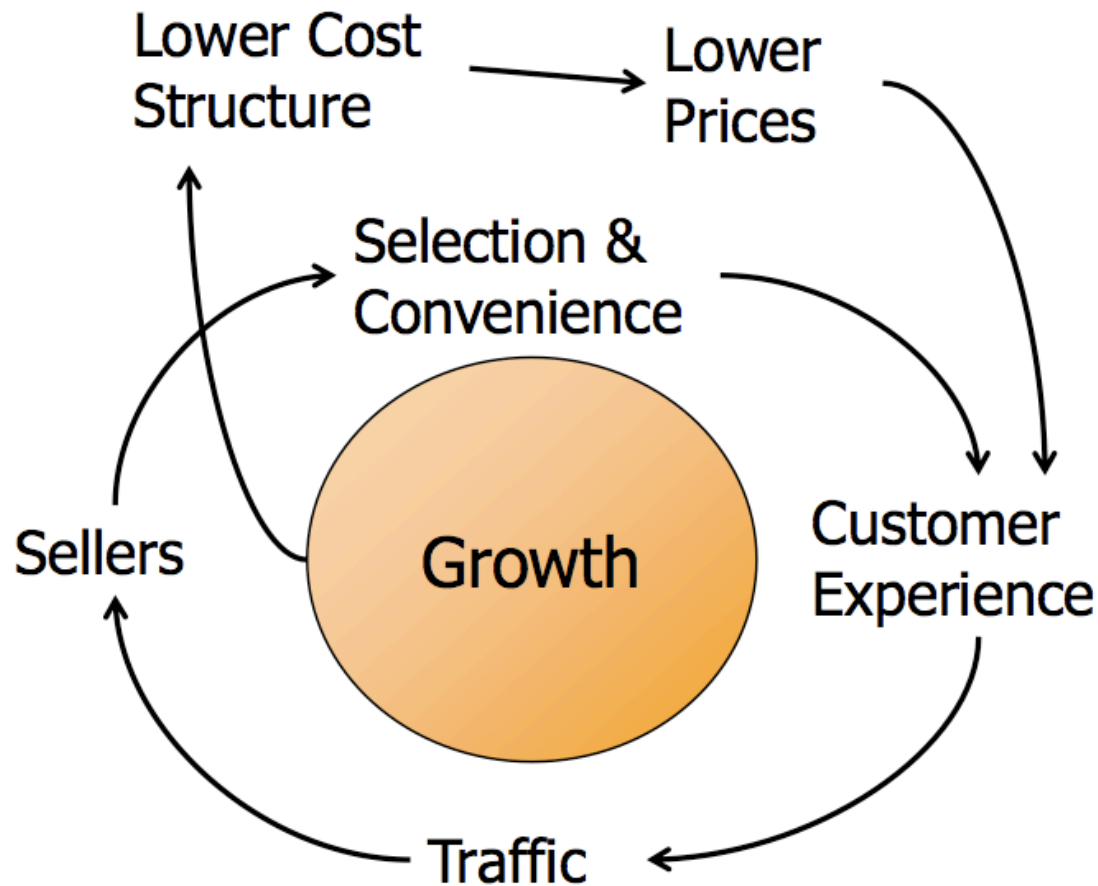 Lower Cost
Structure
Lower
Prices
Selection &
Convenience
Sellers
Growth
Customer
Experience
Traffic